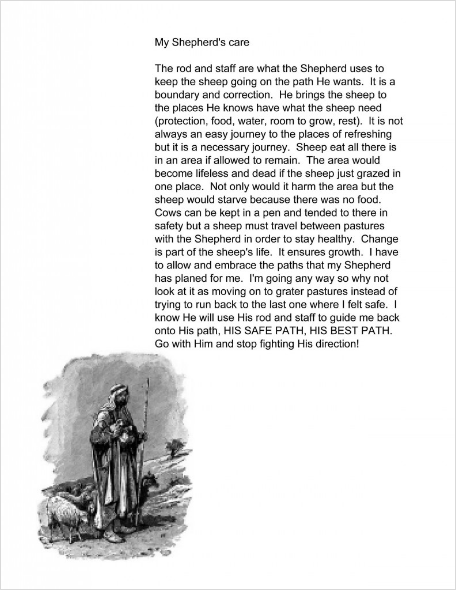 My Shepherd's care
The rod and staff are what the Shepherd uses to
keep the sheep going on the path He wants.  It is a
boundary and correction.  He brings the sheep to
the places He knows have what the sheep need
(protection, food, water, room to grow, rest).  It is not
always an easy journey to the places of refreshing
but it is a necessary journey.  Sheep eat all there is
in an area if allowed to remain.  The area would
become lifeless and dead if the sheep just grazed in
one place.  Not only would it harm the area but the
sheep would starve because there was no food.
Cows can be kept in a pen and tended to there in
safety but a sheep must travel between pastures
with the Shepherd in order to stay healthy.  Change
is part of the sheep's life.  It ensures growth.  I have
to allow and embrace the paths that my Shepherd
has planed for me.  I'm going any way so why not
look at it as moving on to grater pastures instead of
trying to run back to the last one where I felt safe.  I
know He will use His rod and staff to guide me back
onto His path, HIS SAFE PATH, HIS BEST PATH.
Go with Him and stop fighting His direction!